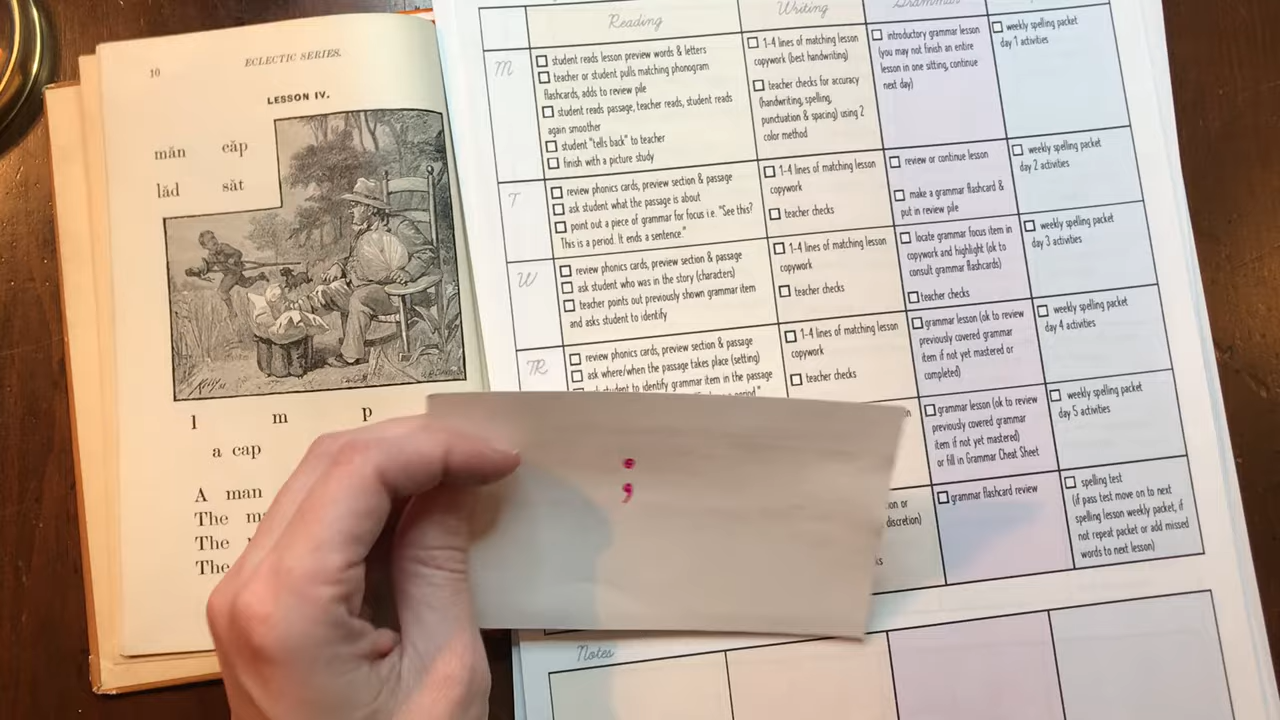 10
ECLECTIC SERIES.
LESSON IV.
măn căp
lăd săt
l m p
a cap
A man
The
The
The
Reading
Writing
Grammar
M
☐ student reads lesson preview words & letters
☐ teacher or student pulls matching phonogram
flashcards, adds to review pile
☐ student reads passage, teacher reads, student reads
again smoother
☐ student "tells back" to teacher
☐ finish with a picture study
☐ 1-4 lines of matching lesson
copywork (best handwriting)
☐ teacher checks for accuracy
(handwriting, spelling,
punctuation & spacing) using 2
color method
☐ introductory grammar lesson
(you may not finish an entire
lesson in one sitting, continue
next day)
☐ weekly spelling packet
day 1 activities
T
☐ review phonics cards, preview section & passage
☐ ask student what the passage is about
☐ point out a piece of grammar for focus i.e. "See this?
This is a period. It ends a sentence."
☐ 1-4 lines of matching lesson
copywork
☐ teacher checks
☐ review or continue lesson
☐ make a grammar flashcard &
put in review pile
☐ weekly spelling packet
day 2 activities
W
☐ review phonics cards, preview section & passage
☐ ask student who was in the story (characters)
☐ teacher points out previously shown grammar item
and asks student to identify
☐ 1-4 lines of matching lesson
copywork
☐ teacher checks
☐ locate grammar focus item in
copywork and highlight (ok to
consult grammar flashcards)
☐ teacher checks
☐ weekly spelling packet
day 3 activities
TR
☐ review phonics cards, preview section & passage
☐ ask where/when the passage takes place (setting)
student to identify grammar item in the passage
☐ 1-4 lines of matching lesson
copywork
☐ teacher checks
☐ grammar lesson (ok to review
previously covered grammar
item if not yet mastered or
completed)
☐ weekly spelling packet
day 4 activities
☐ grammar lesson (ok to review
previously covered grammar
item if not yet mastered)
or fill in Grammar Cheat Sheet
☐ weekly spelling packet
day 5 activities
or
discretion)
☐ grammar flashcard review
☐ spelling test
(if pass test move on to next
spelling lesson weekly packet, if
not repeat packet or add missed
words to next lesson)
;
Notes